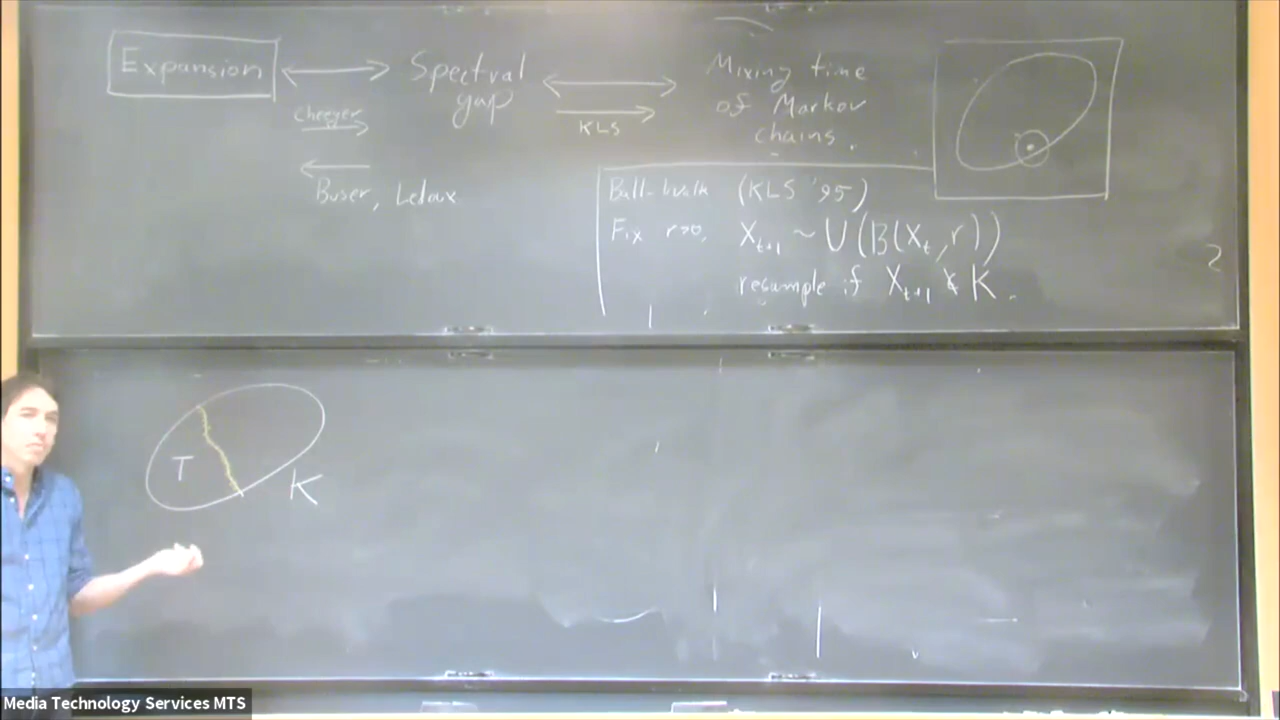 Expansion
Spectral
gap
Mixing time
of Markov
chains.
Cheeger
KLS
Buser, Ledoux
Ball-walk (KLS '95)
Fix r>0, X_{t+1} ~ U(B(X_t, r))
resample if X_{t+1} ∉ K.
T
K
Media Technology Services MTS